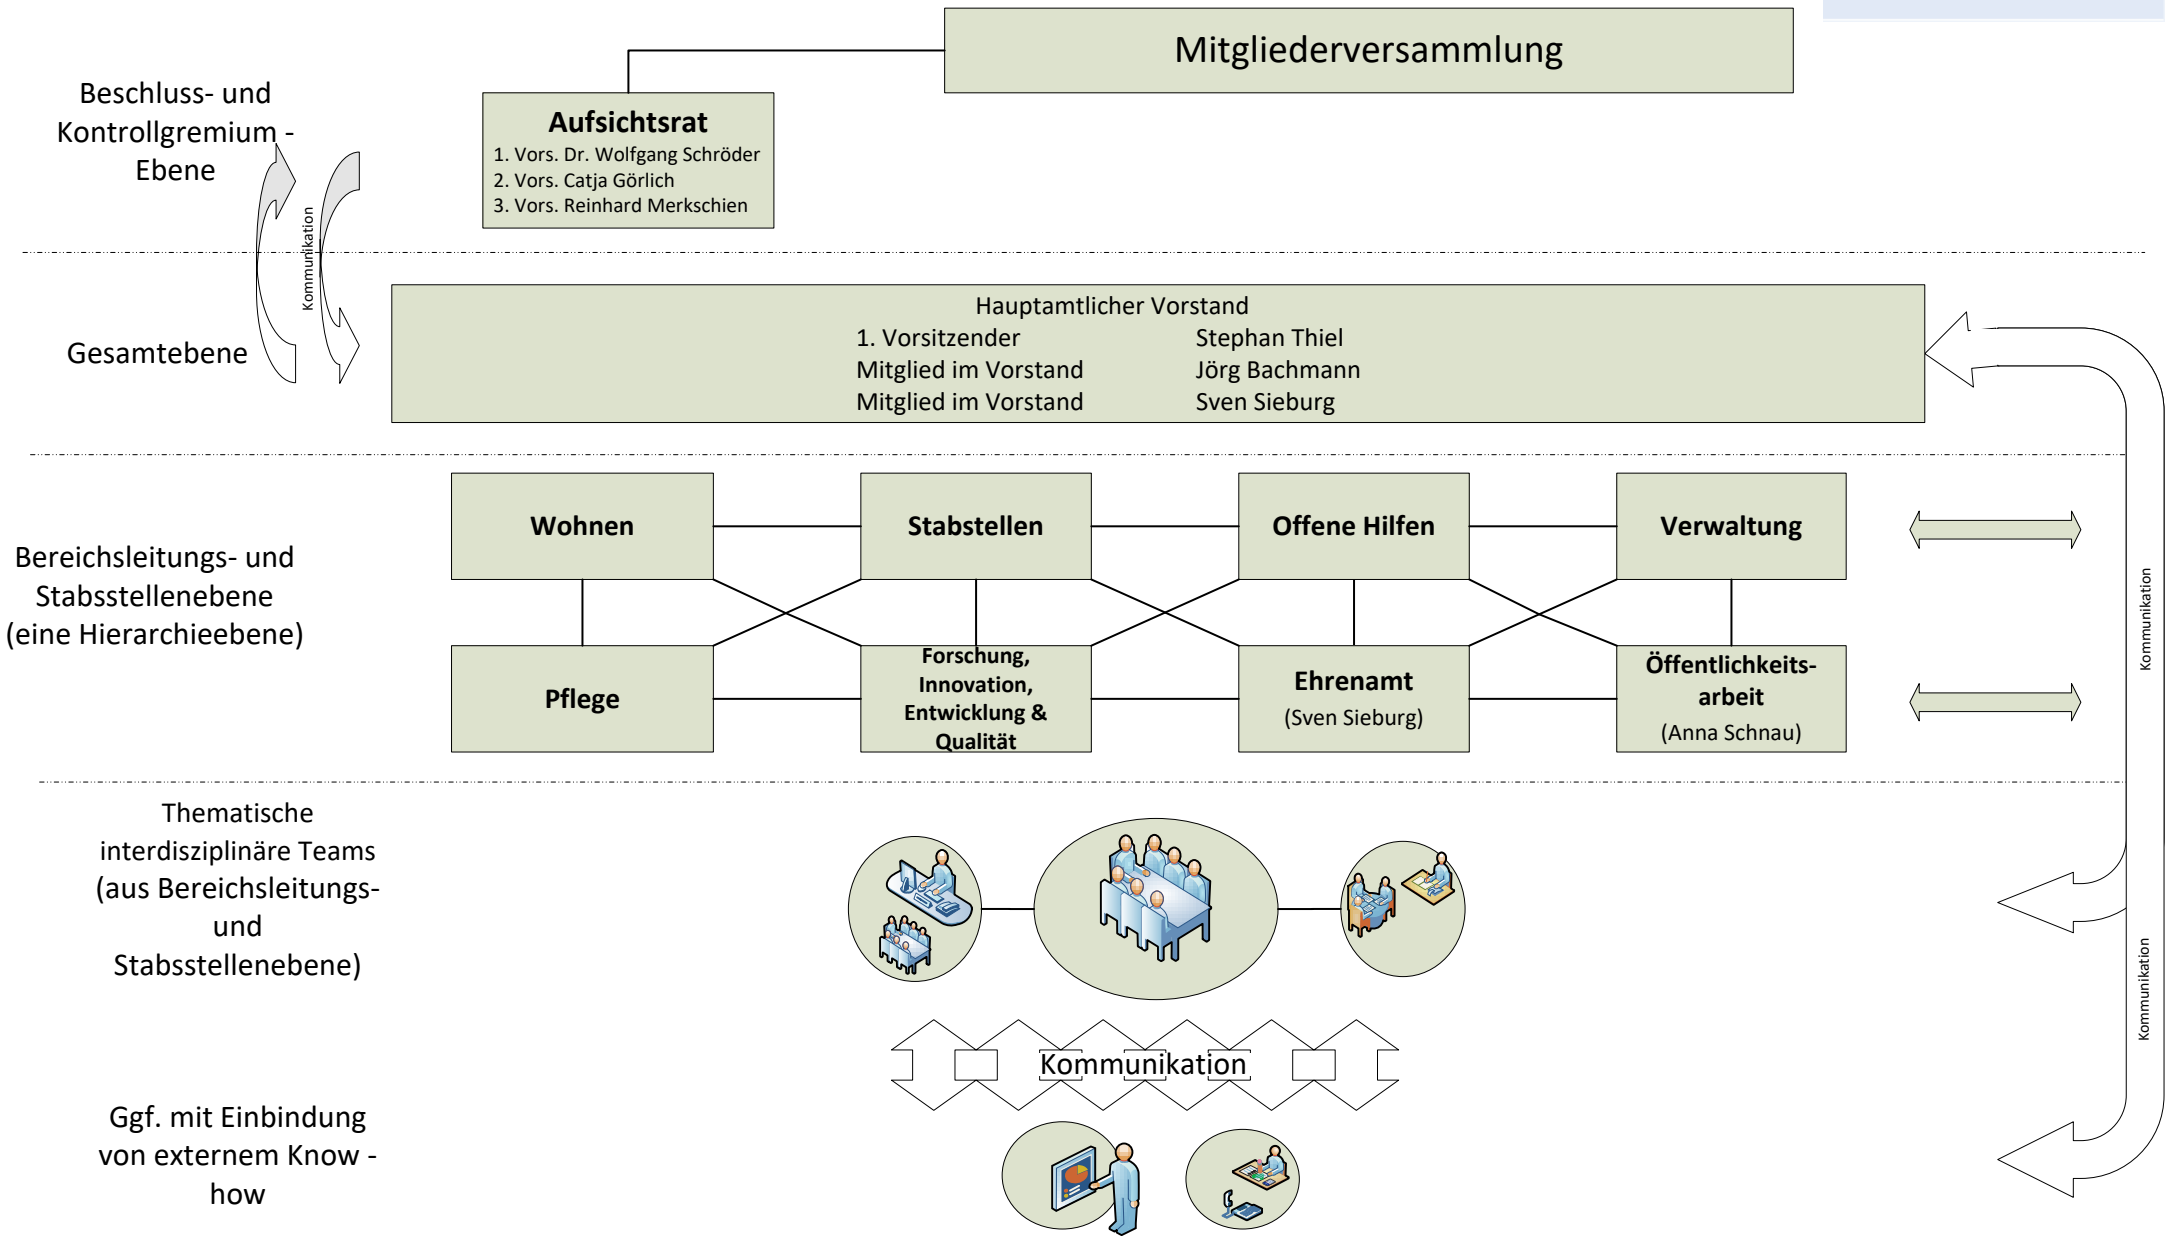 Mitgliederversammlung
Beschluss- und
Kontrollgremium -
Ebene
Aufsichtsrat
1. Vors. Dr. Wolfgang Schröder
2. Vors. Catja Görlich
3. Vors. Reinhard Merkschien
Kommunikation
Gesamtebene
Hauptamtlicher Vorstand
1. Vorsitzender Stephan Thiel
Mitglied im Vorstand Jörg Bachmann
Mitglied im Vorstand Sven Sieburg
Bereichsleitungs- und
Stabsstellenebene
(eine Hierarchieebene)
Wohnen
Stabstellen
Offene Hilfen
Verwaltung
Pflege
Forschung,
Innovation,
Entwicklung &
Qualität
Ehrenamt
(Sven Sieburg)
Öffentlichkeits-
arbeit
(Anna Schnau)
Kommunikation
Thematische
interdisziplinäre Teams
(aus Bereichsleitungs-
und
Stabsstellenebene)
Kommunikation
Kommunikation
Ggf. mit Einbindung
von externem Know -
how